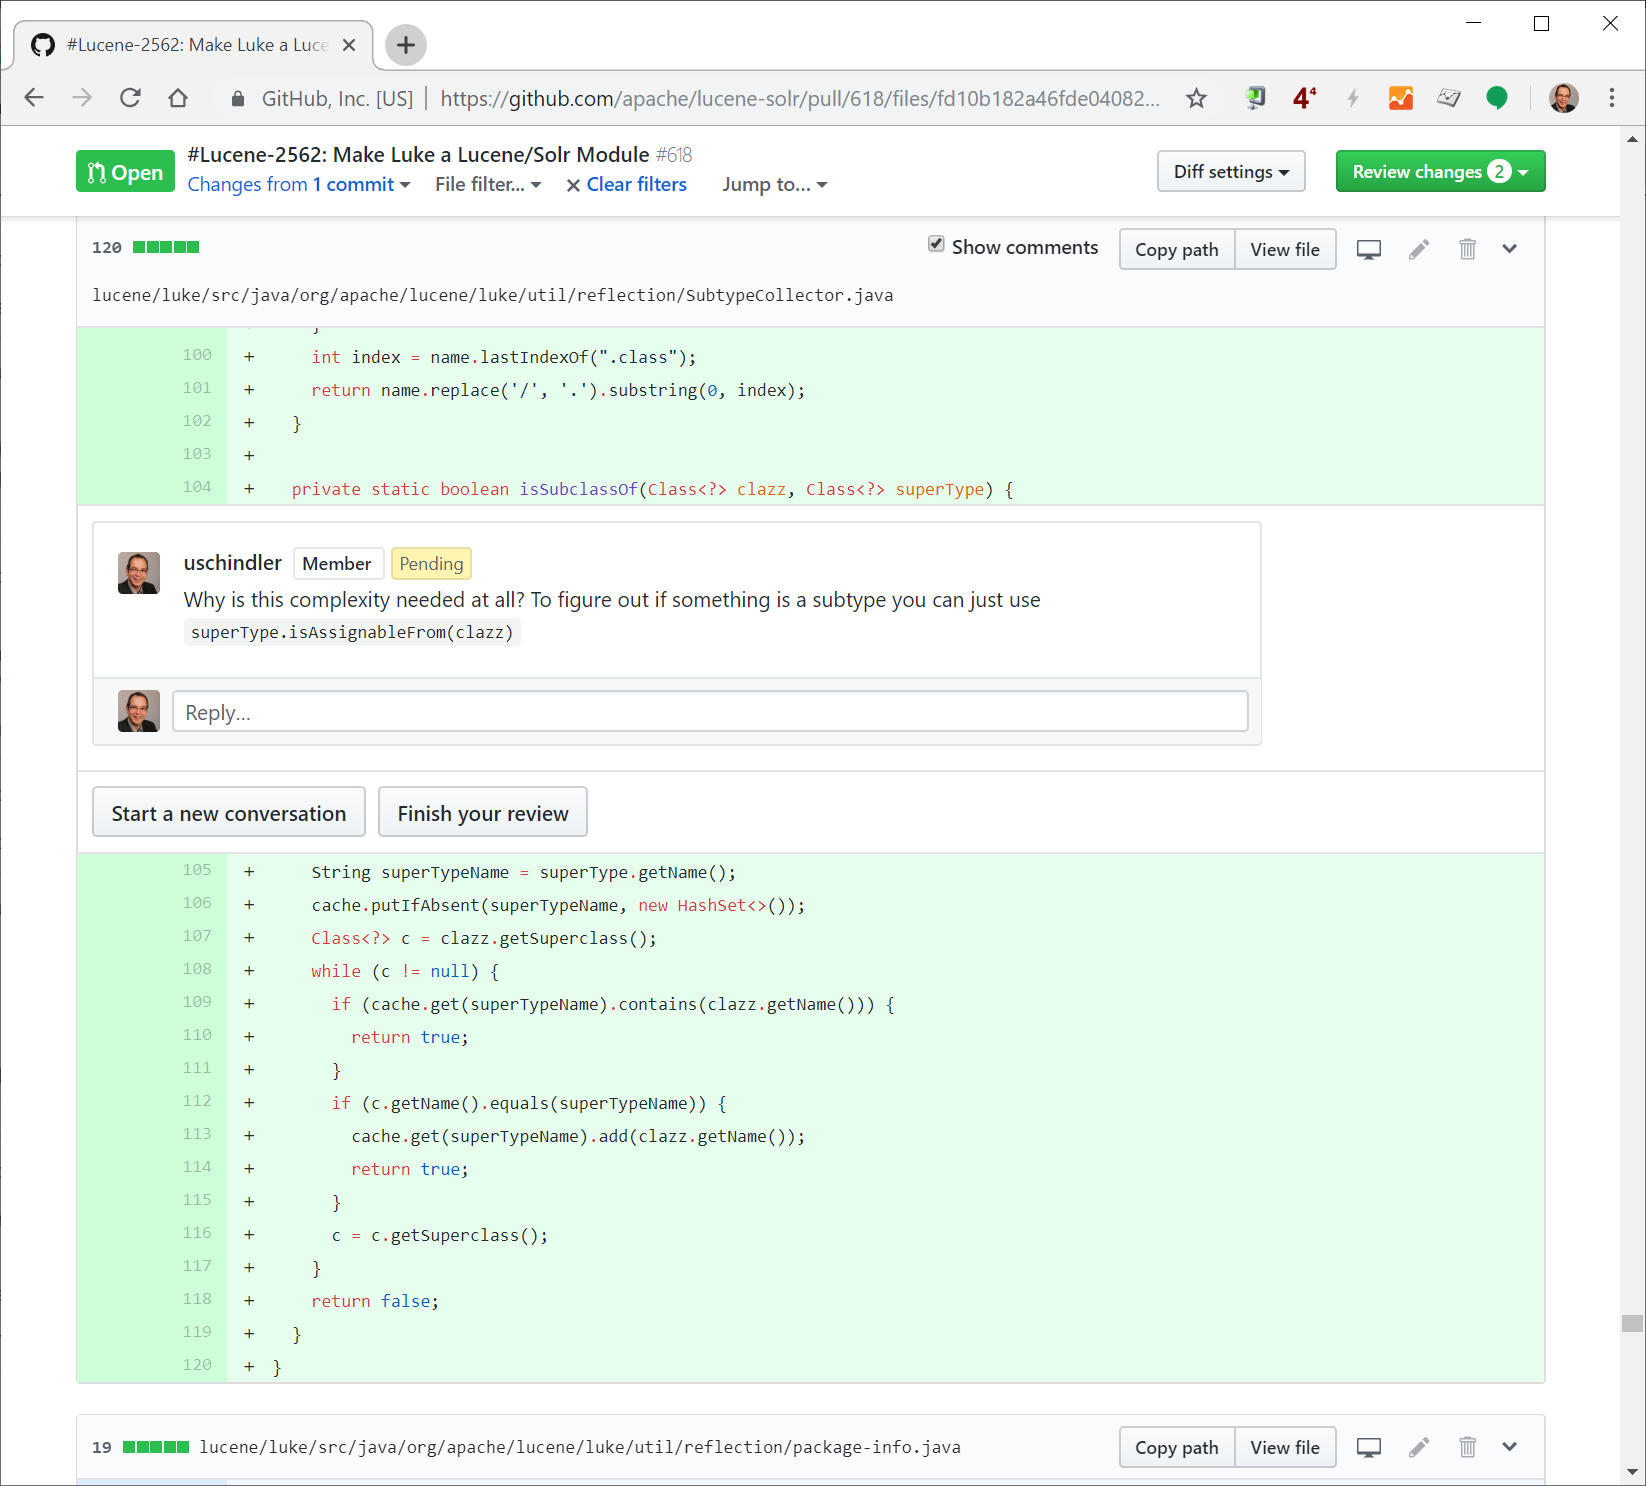 #Lucene-2562: Make Luke a Luce
GitHub, Inc. [US] | https://github.com/apache/lucene-solr/pull/618/files/fd10b182a46fde04082...
4⁴
Open
#Lucene-2562: Make Luke a Lucene/Solr Module #618
Changes from 1 commit File filter... Clear filters Jump to...
Diff settings
Review changes 2
120 Show comments Copy path View file
lucene/luke/src/java/org/apache/lucene/luke/util/reflection/SubtypeCollector.java
}
100 + int index = name.lastIndexOf(".class");
101 + return name.replace('/', '.').substring(0, index);
102 + }
103 +
104 + private static boolean isSubclassOf(Class<?> clazz, Class<?> superType) {
uschindler Member Pending
Why is this complexity needed at all? To figure out if something is a subtype you can just use
superType.isAssignableFrom(clazz)
Reply...
Start a new conversation Finish your review
105 + String superTypeName = superType.getName();
106 + cache.putIfAbsent(superTypeName, new HashSet<>());
107 + Class<?> c = clazz.getSuperclass();
108 + while (c != null) {
109 + if (cache.get(superTypeName).contains(clazz.getName())) {
110 + return true;
111 + }
112 + if (c.getName().equals(superTypeName)) {
113 + cache.get(superTypeName).add(clazz.getName());
114 + return true;
115 + }
116 + c = c.getSuperclass();
117 + }
118 + return false;
119 + }
120 + }
19 lucene/luke/src/java/org/apache/lucene/luke/util/reflection/package-info.java Copy path View file